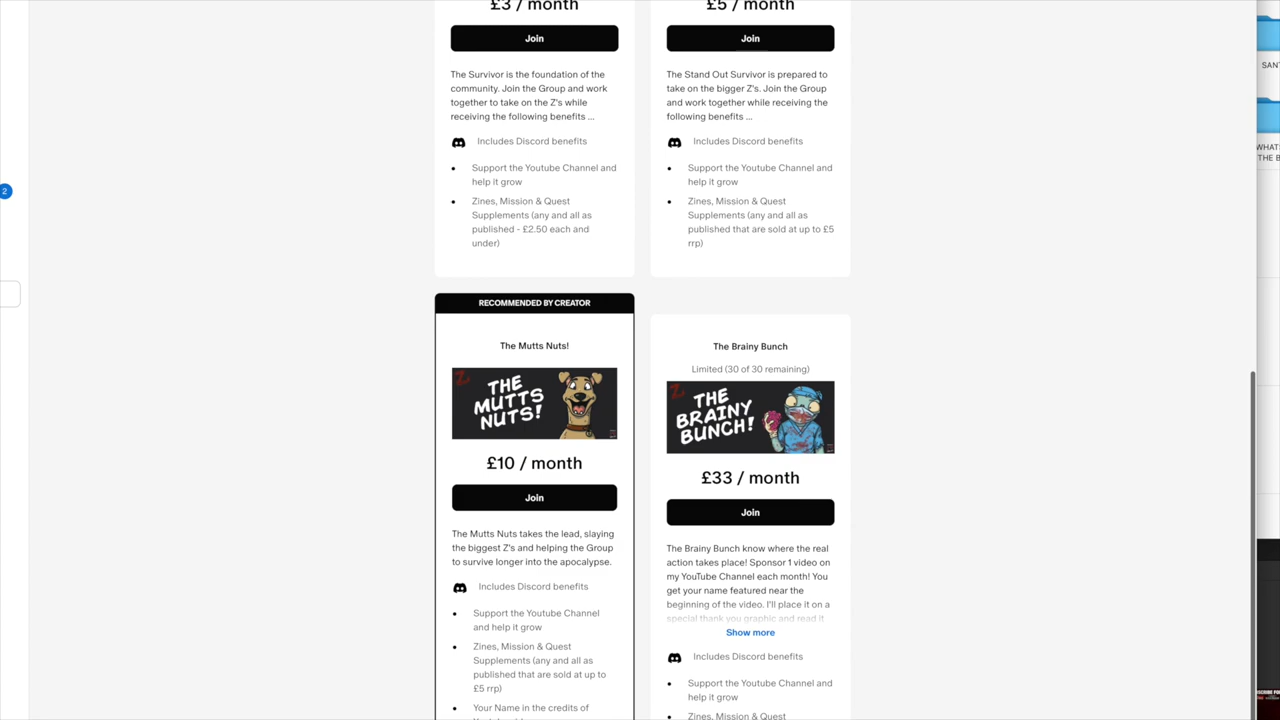 £3 / month
Join
The Survivor is the foundation of the
community. Join the Group and work
together to take on the Z's while
receiving the following benefits ...
Includes Discord benefits
Support the Youtube Channel and
help it grow
Zines, Mission & Quest
Supplements (any and all as
published - £2.50 each and
under)
£5 / month
Join
The Stand Out Survivor is prepared to
take on the bigger Z's. Join the Group
and work together while receiving the
following benefits ...
Includes Discord benefits
Support the Youtube Channel and
help it grow
Zines, Mission & Quest
Supplements (any and all as
published that are sold at up to £5
rrp)
RECOMMENDED BY CREATOR
The Mutts Nuts!
THE
MUTTS
NUTS!
£10 / month
Join
The Mutts Nuts takes the lead, slaying
the biggest Z's and helping the Group
to survive longer into the apocalypse.
Includes Discord benefits
Support the Youtube Channel
and help it grow
Zines, Mission & Quest
Supplements (any and all as
published that are sold at up to
£5 rrp)
Your Name in the credits of
The Brainy Bunch
Limited (30 of 30 remaining)
THE
BRAINY
BUNCH!
£33 / month
Join
The Brainy Bunch know where the real
action takes place! Sponsor 1 video on
my YouTube Channel each month! You
get your name featured near the
beginning of the video. I'll place it on a
special thank you graphic and read it
Show more
Includes Discord benefits
Support the Youtube Channel and
help it grow
Zines, Mission & Quest
2
SANT
WHAT'
THE B